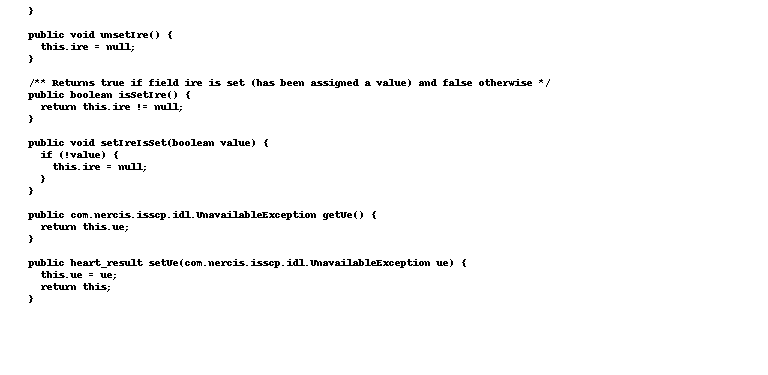 }
public void unsetIre() {
this.ire = null;
}
/** Returns true if field ire is set (has been assigned a value) and false otherwise */
public boolean isSetIre() {
return this.ire != null;
}
public void setIreIsSet(boolean value) {
if (!value) {
this.ire = null;
}
}
public com.nercis.isscp.idl.UnavailableException getUe() {
return this.ue;
}
public heart_result setUe(com.nercis.isscp.idl.UnavailableException ue) {
this.ue = ue;
return this;
}